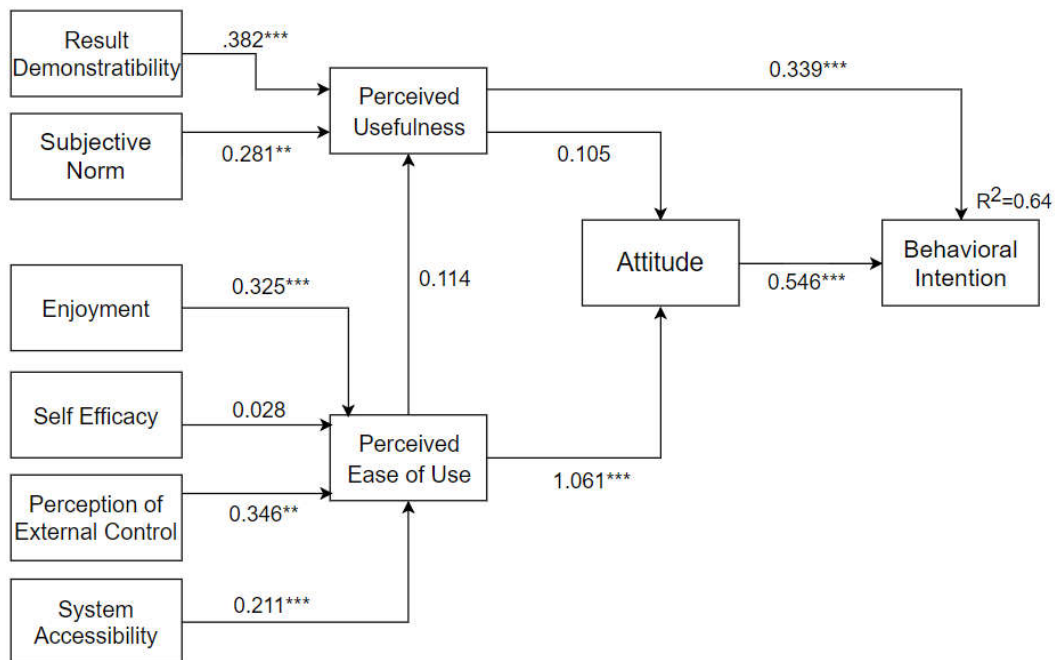 Result
Demonstratibility
.382***
Subjective
Norm
0.281**
Perceived
Usefulness
0.339***
0.105
R2=0.64
Attitude
0.546***
Behavioral
Intention
Enjoyment
0.325***
0.114
Self Efficacy
0.028
Perceived
Ease of Use
1.061***
Perception of
External Control
0.346**
System
Accessibility
0.211***